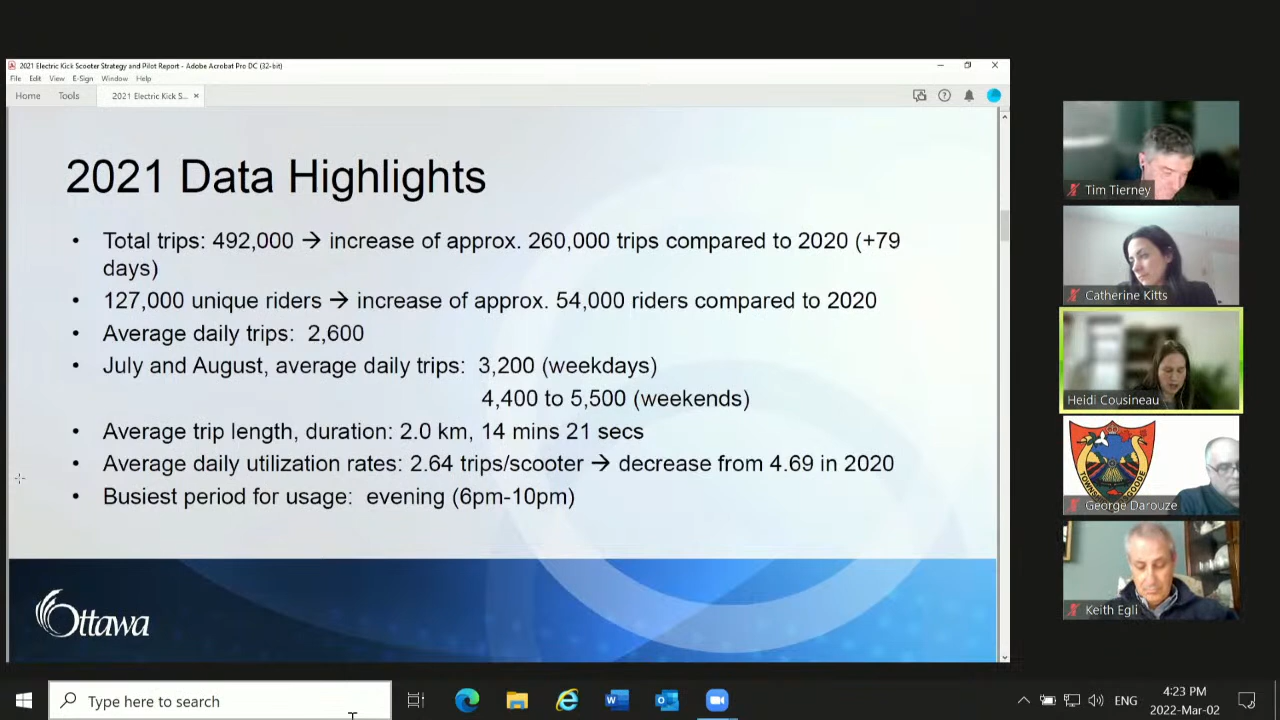 2021 Electric Kick Scooter Strategy and Pilot Report - Adobe Acrobat Pro DC (32-bit)
File Edit View E-Sign Window Help
Home Tools 2021 Electric Kick S... ×
2021 Data Highlights
• Total trips: 492,000 → increase of approx. 260,000 trips compared to 2020 (+79
days)
• 127,000 unique riders → increase of approx. 54,000 riders compared to 2020
• Average daily trips: 2,600
• July and August, average daily trips: 3,200 (weekdays)
4,400 to 5,500 (weekends)
• Average trip length, duration: 2.0 km, 14 mins 21 secs
• Average daily utilization rates: 2.64 trips/scooter → decrease from 4.69 in 2020
• Busiest period for usage: evening (6pm-10pm)
Ottawa
Tim Tierney
Catherine Kitts
Heidi Cousineau
George Darouze
Keith Egli
Type here to search
ENG
4:23 PM
2022-Mar-02